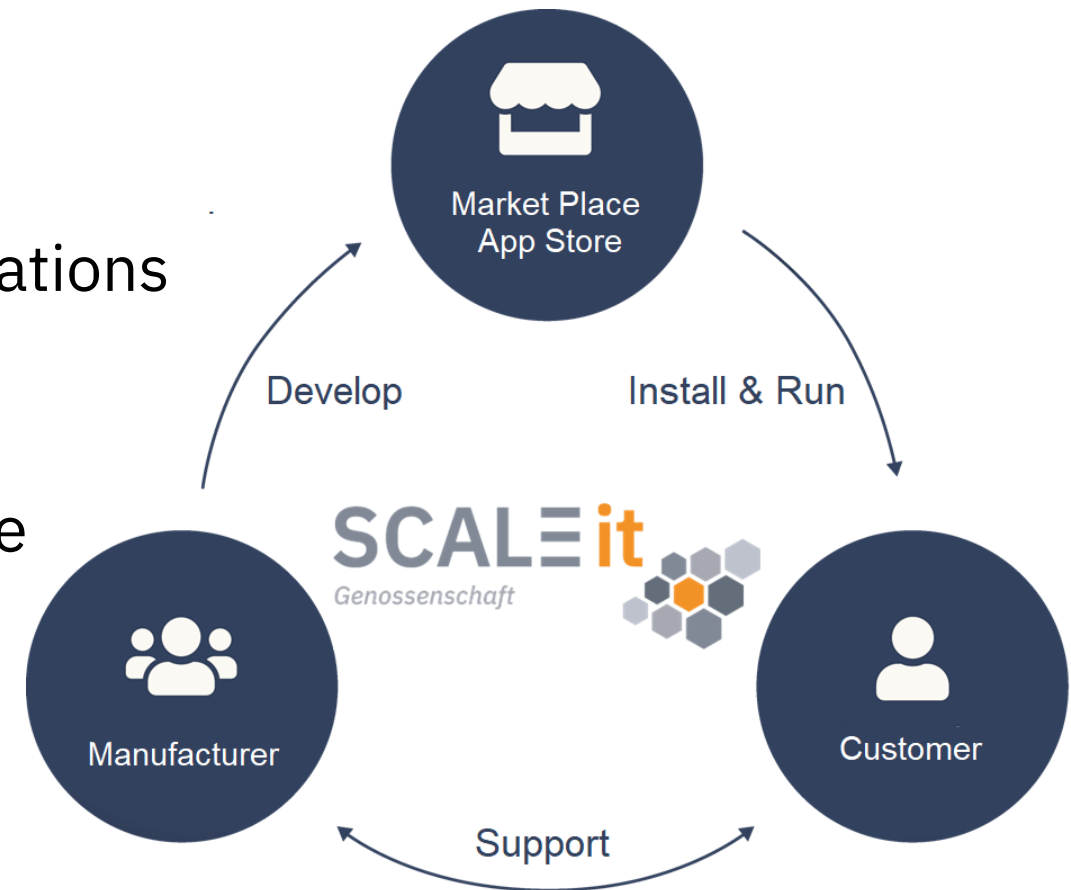 Market Place
App Store
ations
Develop
Install & Run
e
SCALE it
Genossenschaft
Manufacturer
Customer
Support